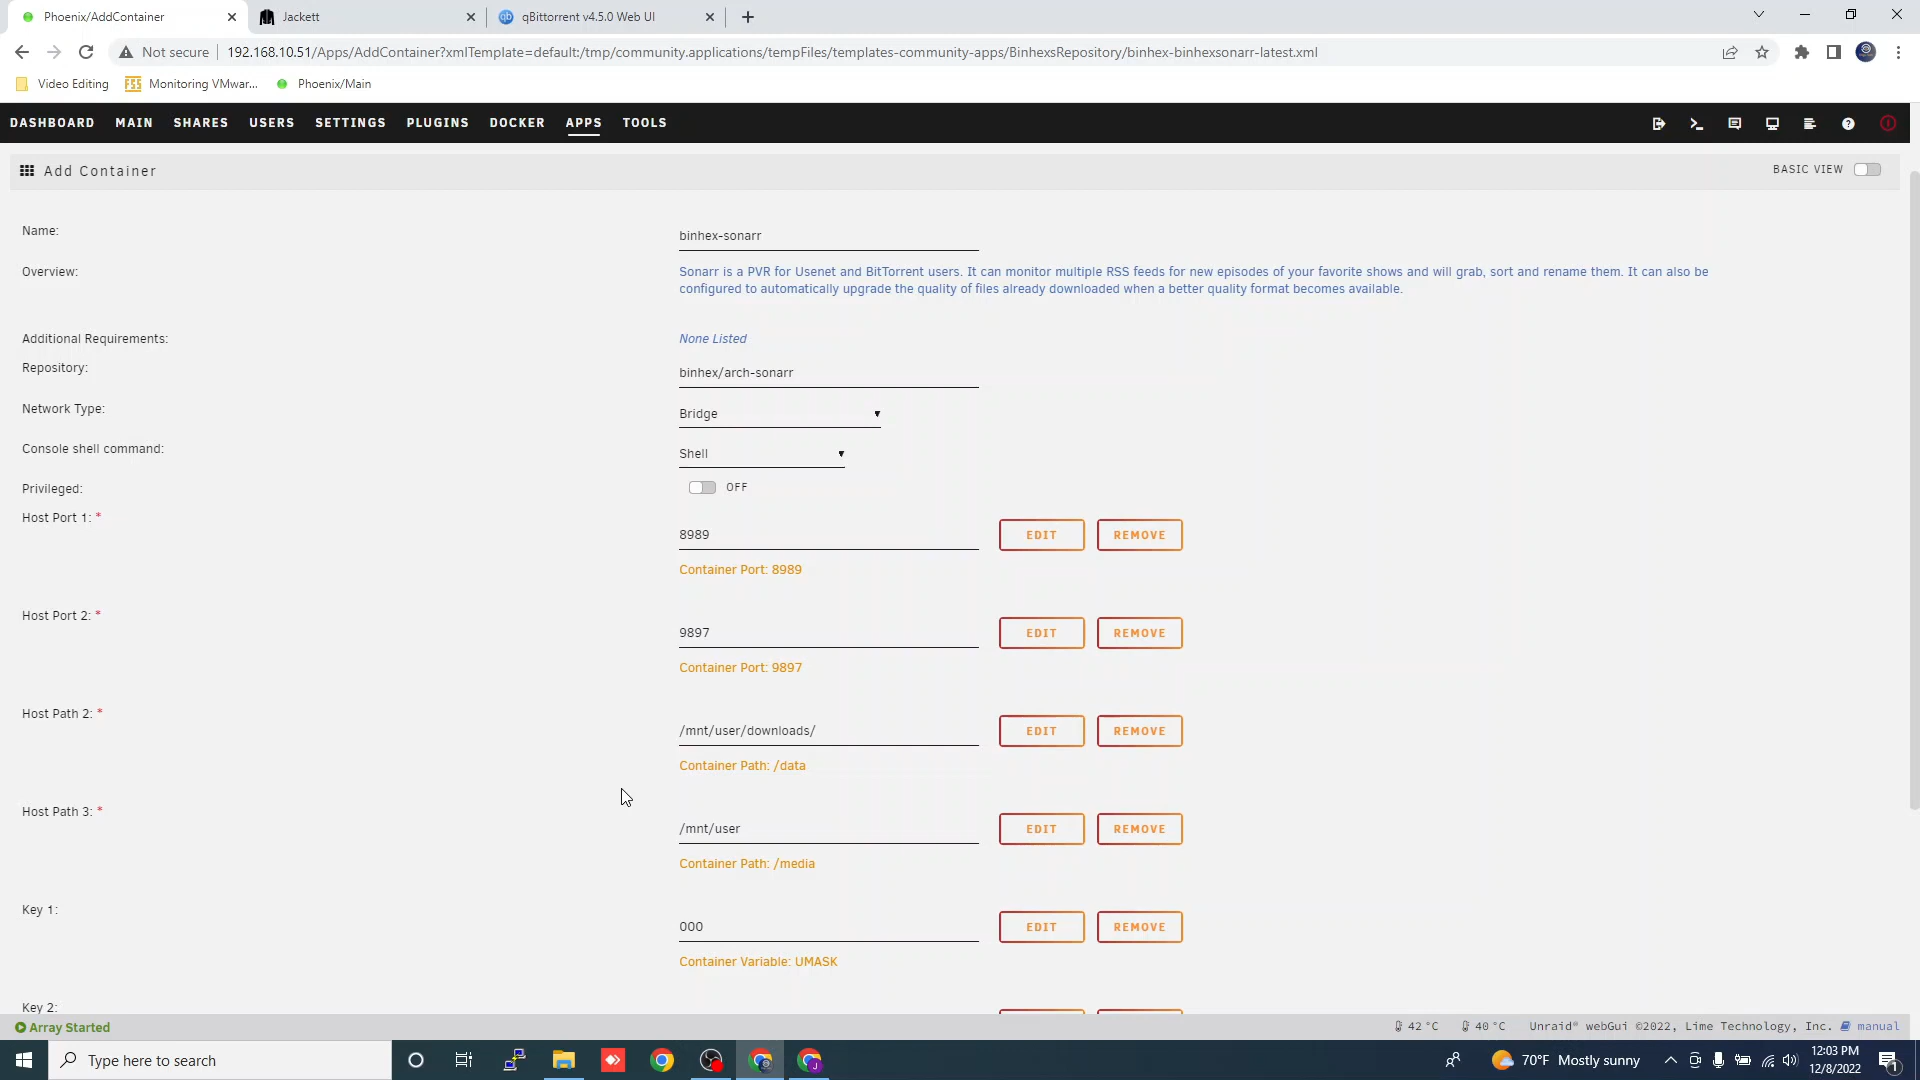 Phoenix/AddContainer
Jackett
qBittorrent v4.5.0 Web UI
Not secure
192.168.10.51/Apps/AddContainer?xmlTemplate=default:/tmp/community.applications/tempFiles/templates-community-apps/BinhexsRepository/binhex-binhexsonarr-latest.xml
Video Editing
Monitoring VMwar...
Phoenix/Main
DASHBOARD MAIN SHARES USERS SETTINGS PLUGINS DOCKER APPS TOOLS
Add Container
BASIC VIEW
Name:
binhex-sonarr
Overview:
Sonarr is a PVR for Usenet and BitTorrent users. It can monitor multiple RSS feeds for new episodes of your favorite shows and will grab, sort and rename them. It can also be
configured to automatically upgrade the quality of files already downloaded when a better quality format becomes available.
Additional Requirements:
None Listed
Repository:
binhex/arch-sonarr
Network Type:
Bridge
Console shell command:
Shell
Privileged:
OFF
Host Port 1: *
8989
EDIT
REMOVE
Container Port: 8989
Host Port 2: *
9897
EDIT
REMOVE
Container Port: 9897
Host Path 2: *
/mnt/user/downloads/
EDIT
REMOVE
Container Path: /data
Host Path 3: *
/mnt/user
EDIT
REMOVE
Container Path: /media
Key 1:
000
EDIT
REMOVE
Container Variable: UMASK
Key 2:
Array Started
42 °C
40 °C
Unraid® webGui ©2022, Lime Technology, Inc.
manual
Type here to search
70°F Mostly sunny
12:03 PM
12/8/2022
1